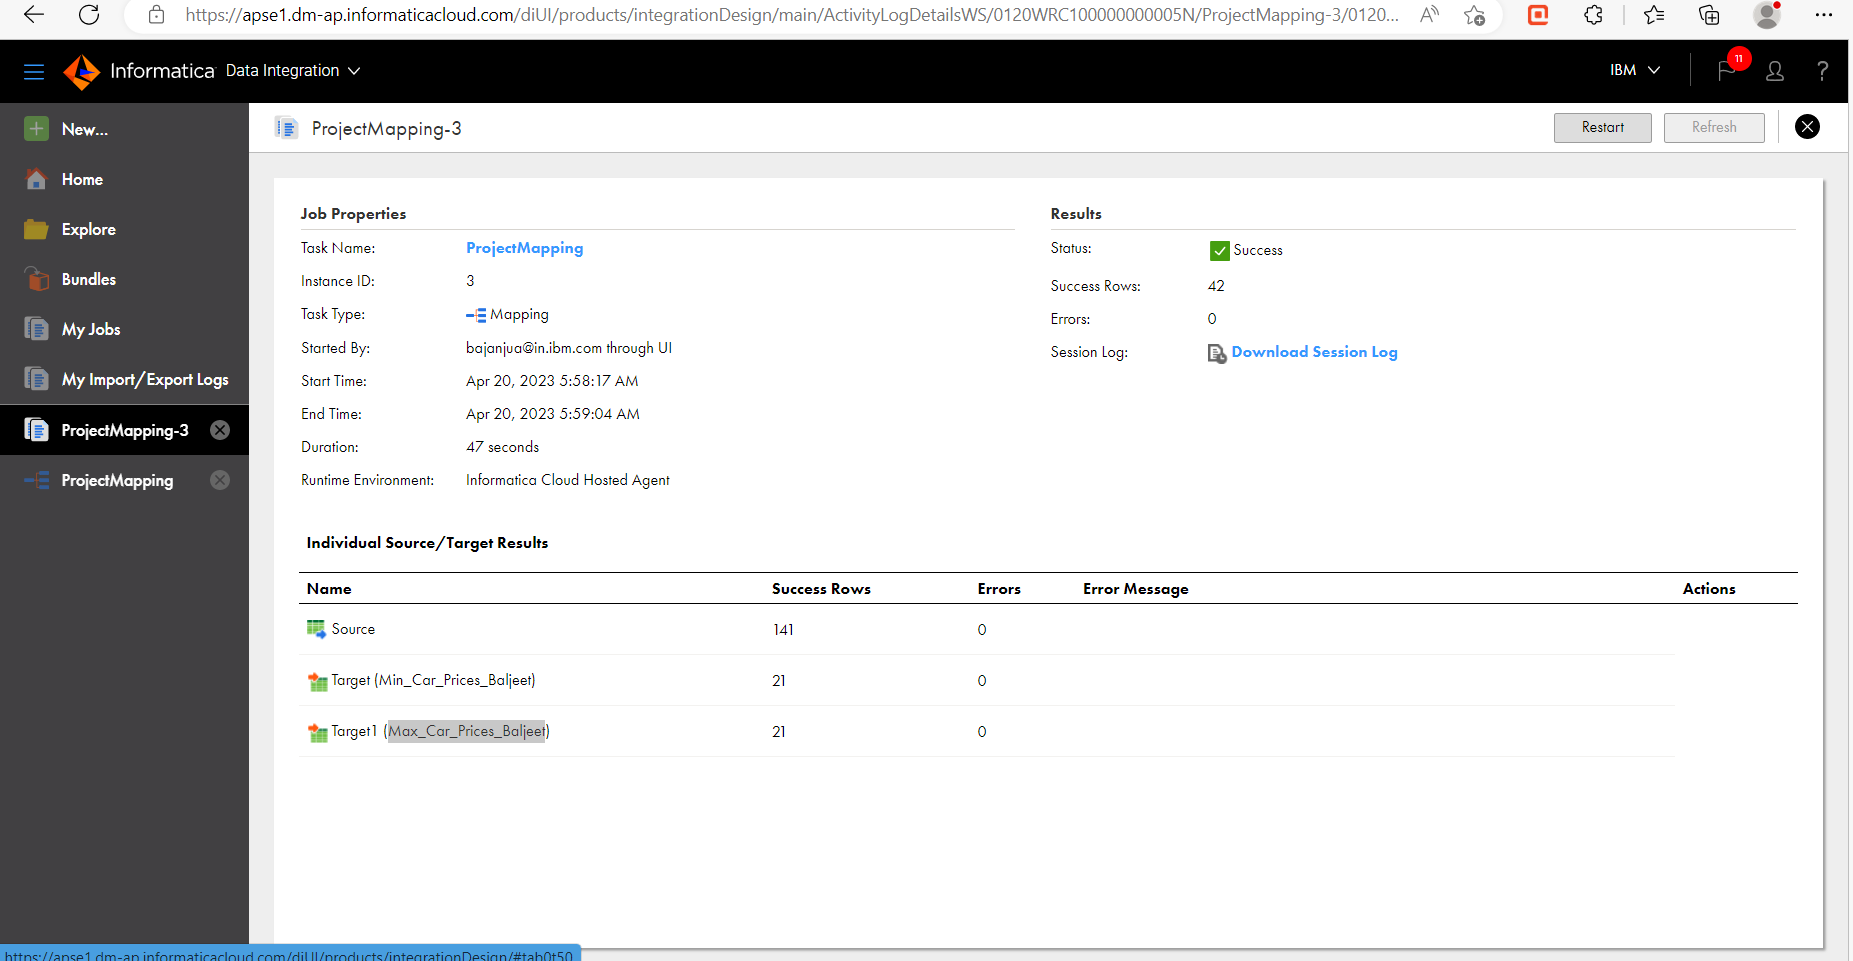 https://apse1.dm-ap.informaticacloud.com/diUI/products/integrationDesign/main/ActivityLogDetailsWS/0120WRC100000000005N/ProjectMapping-3/0120...
Informatica Data Integration
IBM
11
?
New...
Home
Explore
Bundles
My Jobs
My Import/Export Logs
ProjectMapping-3
ProjectMapping
ProjectMapping-3
Restart
Refresh
Job Properties
Task Name: ProjectMapping
Instance ID: 3
Task Type: Mapping
Started By: bajanjua@in.ibm.com through UI
Start Time: Apr 20, 2023 5:58:17 AM
End Time: Apr 20, 2023 5:59:04 AM
Duration: 47 seconds
Runtime Environment: Informatica Cloud Hosted Agent
Results
Status: Success
Success Rows: 42
Errors: 0
Session Log: Download Session Log
Individual Source/Target Results
Name Success Rows Errors Error Message Actions
Source 141 0
Target (Min_Car_Prices_Baljeet) 21 0
Target1 (Max_Car_Prices_Baljeet) 21 0
https://apse1.dm-ap.informaticacloud.com/diUI/products/integrationDesign/#tab0t50